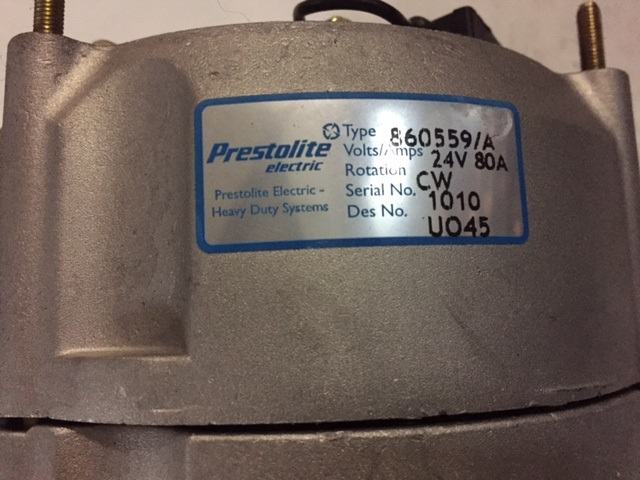 Prestolite
electric
Prestolite Electric -
Heavy Duty Systems
Type 860559/A
Volts/Amps 24V 80A
Rotation CW
Serial No. 1010
Des No. UO45